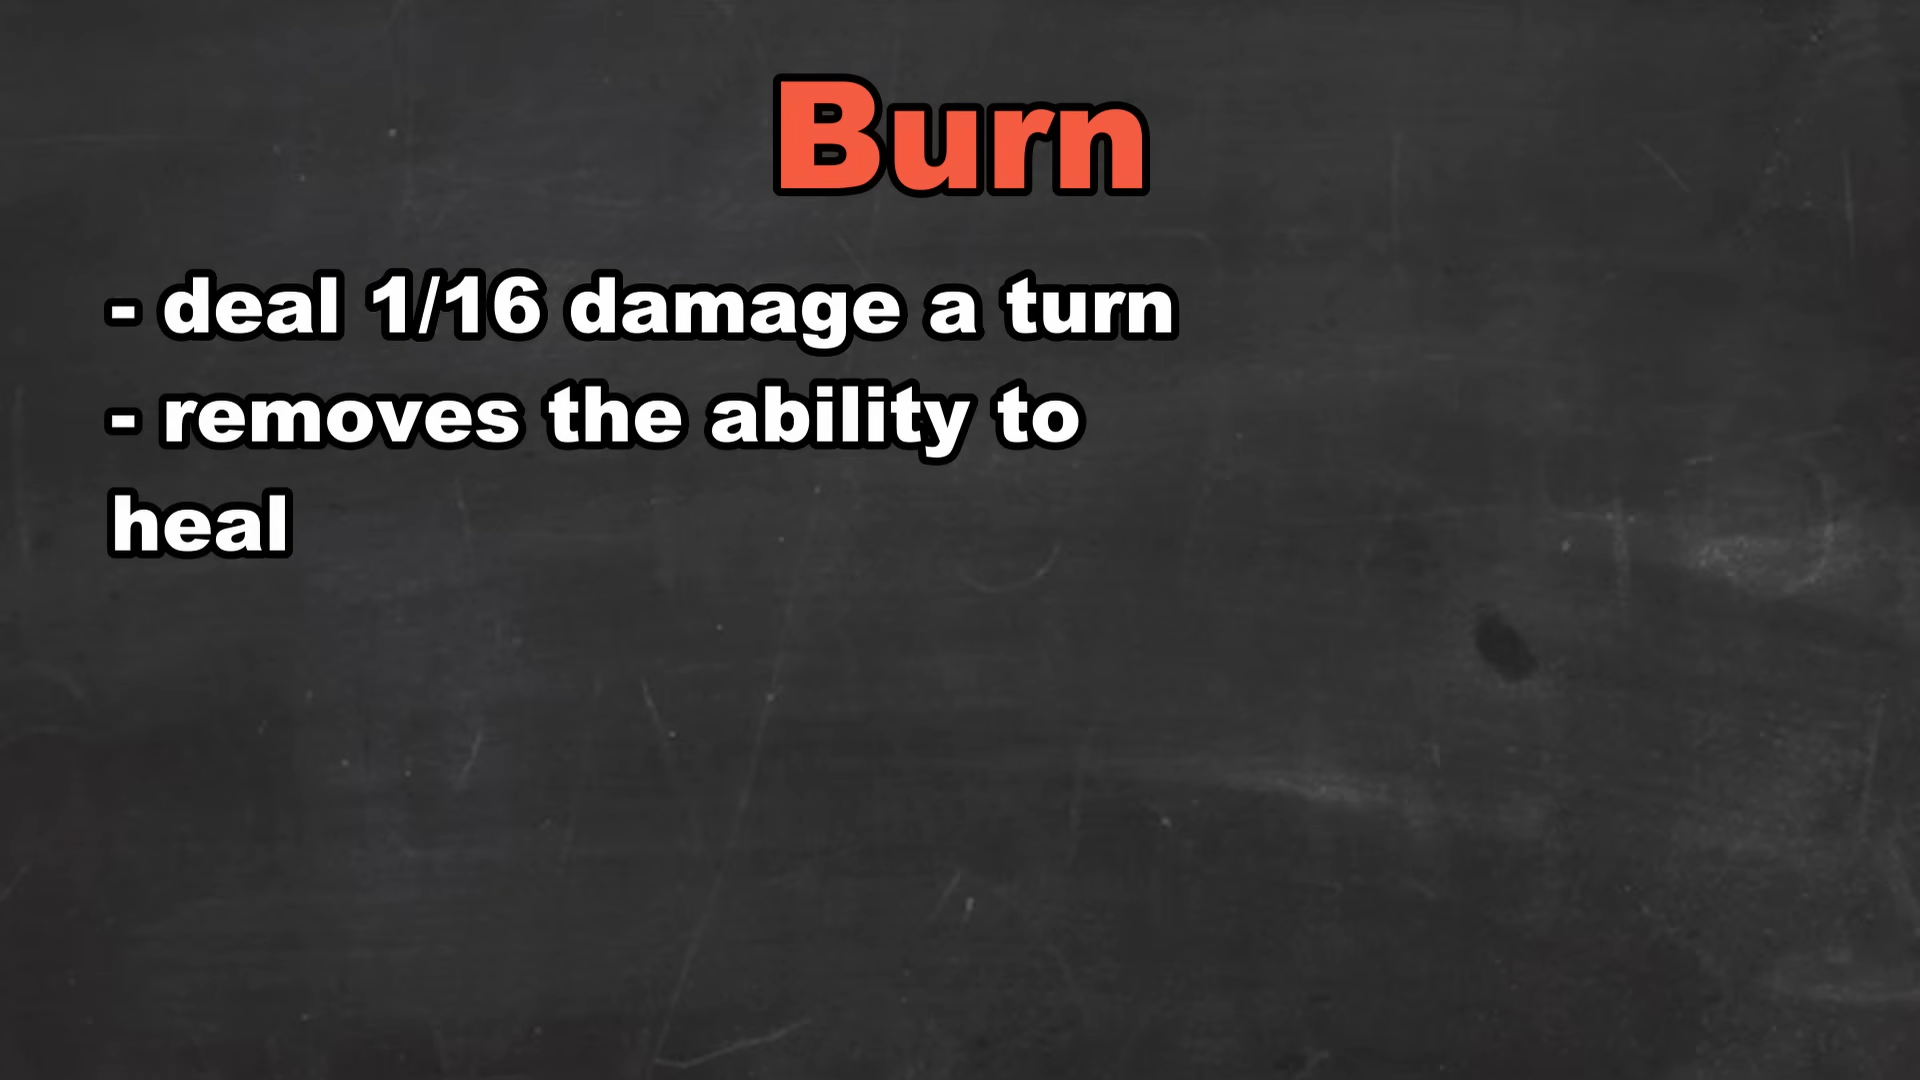 Burn
- deal 1/16 damage a turn
- removes the ability to
heal